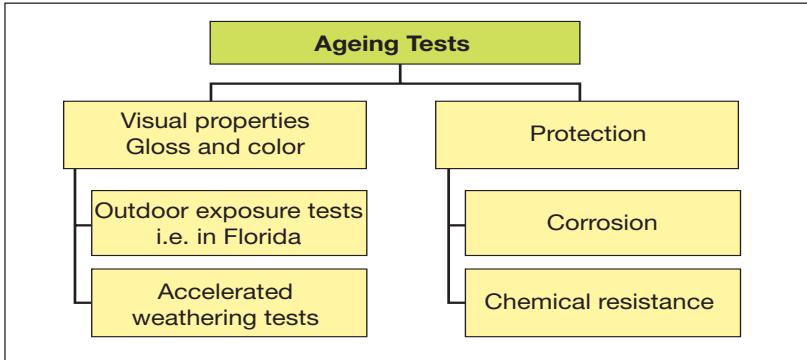 Ageing Tests
Visual properties
Gloss and color
Outdoor exposure tests
i.e. in Florida
Accelerated
weathering tests
Protection
Corrosion
Chemical resistance